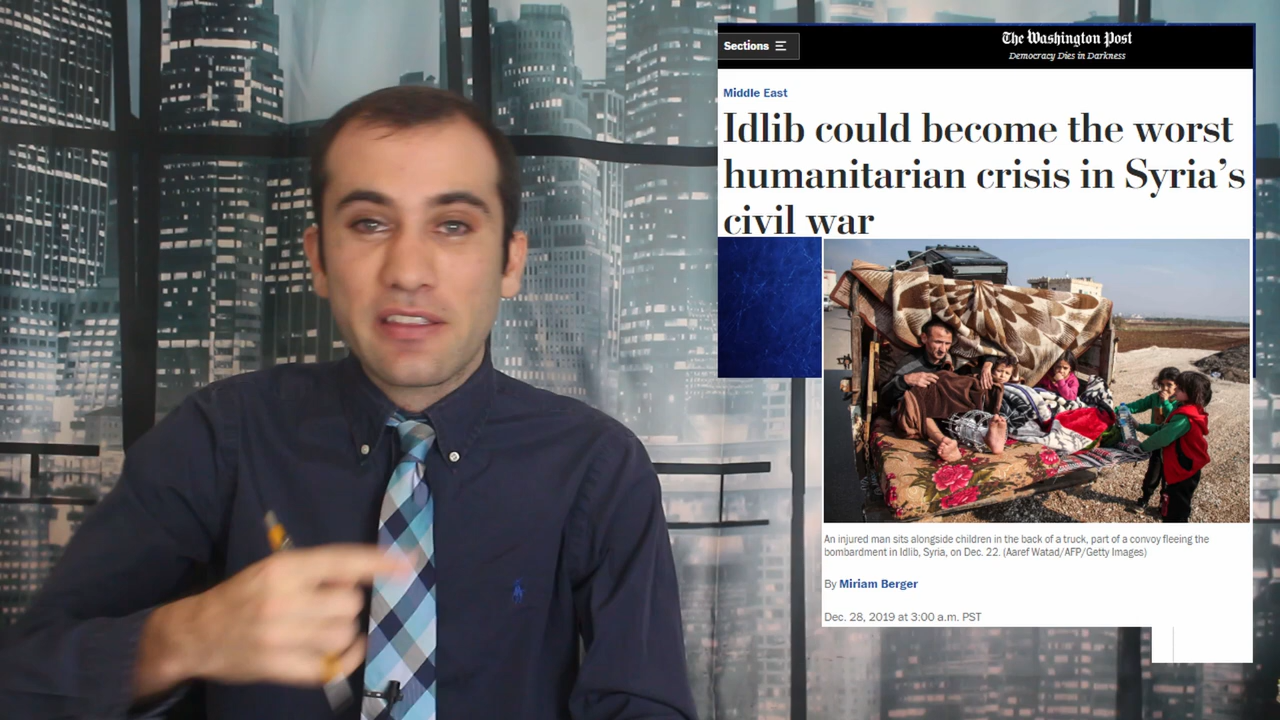 Sections
The Washington Post
Democracy Dies in Darkness
Middle East
Idlib could become the worst
humanitarian crisis in Syria's
civil war
An injured man sits alongside children in the back of a truck, part of a convoy fleeing the
bombardment in Idlib, Syria, on Dec. 22. (Aaref Watad/AFP/Getty Images)
By Miriam Berger
Dec. 28, 2019 at 3:00 a.m. PST